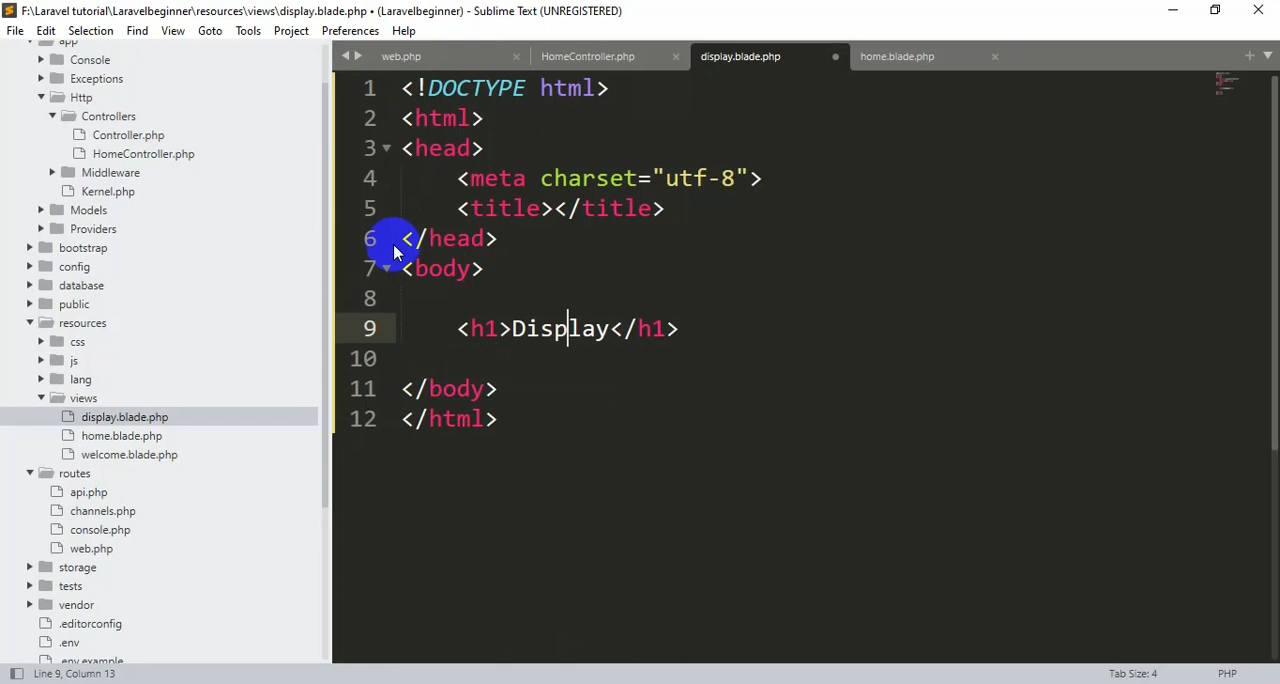 F:\Laravel tutorial\Laravelbeginner\resources\views\display.blade.php • (Laravelbeginner) - Sublime Text (UNREGISTERED)
File Edit Selection Find View Goto Tools Project Preferences Help
app
Console
Exceptions
Http
Controllers
Controller.php
HomeController.php
Middleware
Kernel.php
Models
Providers
bootstrap
config
database
public
resources
css
js
lang
views
display.blade.php
home.blade.php
welcome.blade.php
routes
api.php
channels.php
console.php
web.php
storage
tests
vendor
.editorconfig
.env
.env.example
web.php HomeController.php display.blade.php home.blade.php
1 <!DOCTYPE html>
2 <html>
3 <head>
4 <meta charset="utf-8">
5 <title></title>
6 </head>
7 <body>
8
9 <h1>Display</h1>
10
11 </body>
12 </html>
Line 9, Column 13 Tab Size: 4 PHP